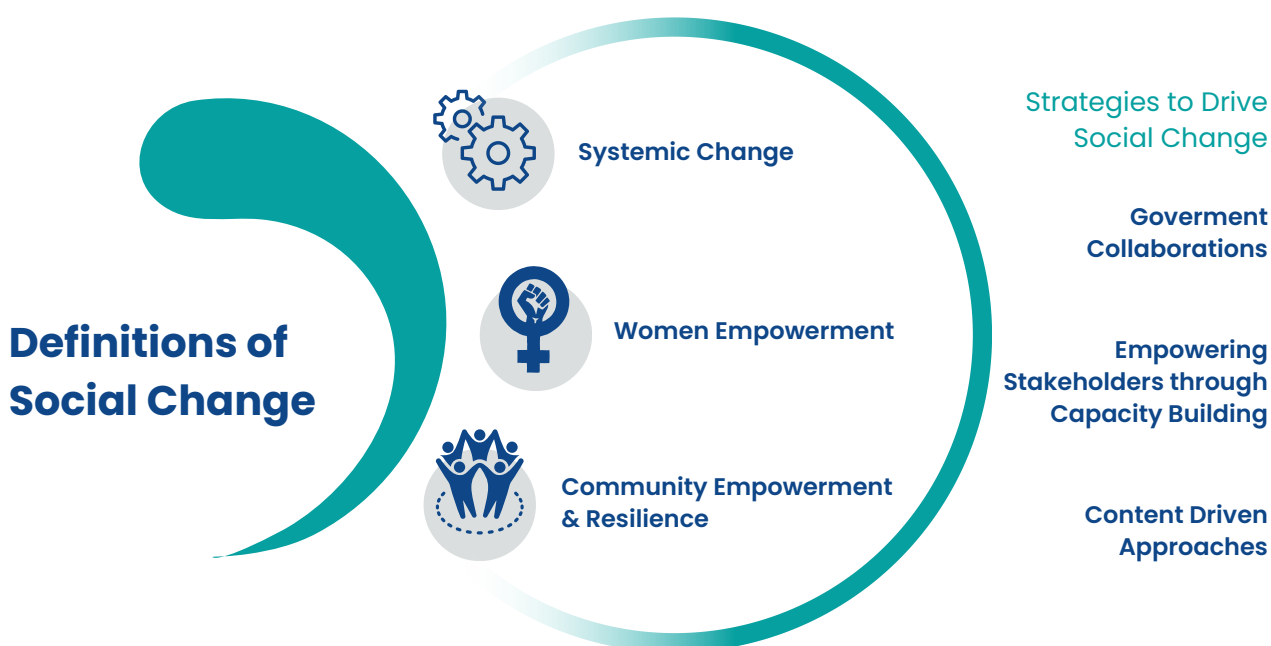 Definitions of
Social Change
Systemic Change
Women Empowerment
Community Empowerment
& Resilience
Strategies to Drive
Social Change
Goverment
Collaborations
Empowering
Stakeholders through
Capacity Building
Content Driven
Approaches